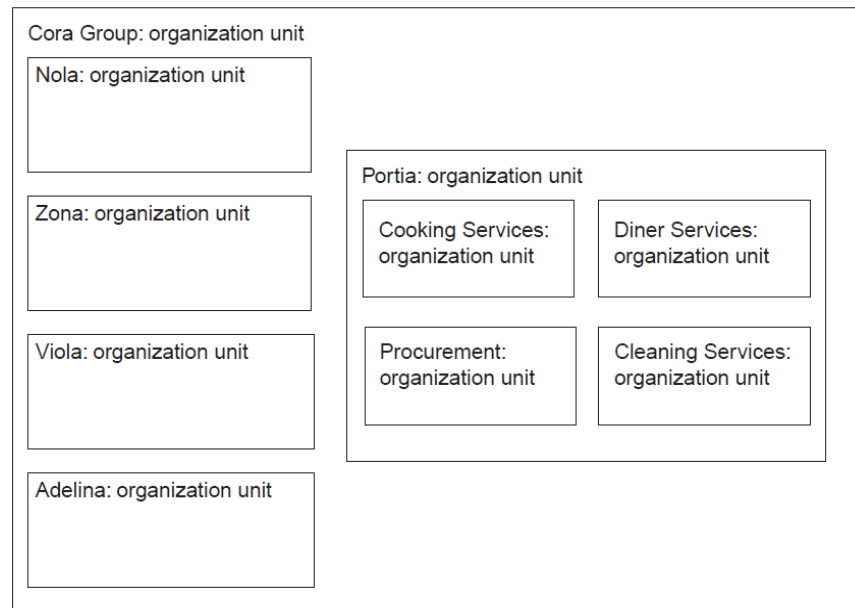 Cora Group: organization unit
Nola: organization unit
Zona: organization unit
Viola: organization unit
Adelina: organization unit
Portia: organization unit
Cooking Services:
organization unit
Diner Services:
organization unit
Procurement:
organization unit
Cleaning Services:
organization unit